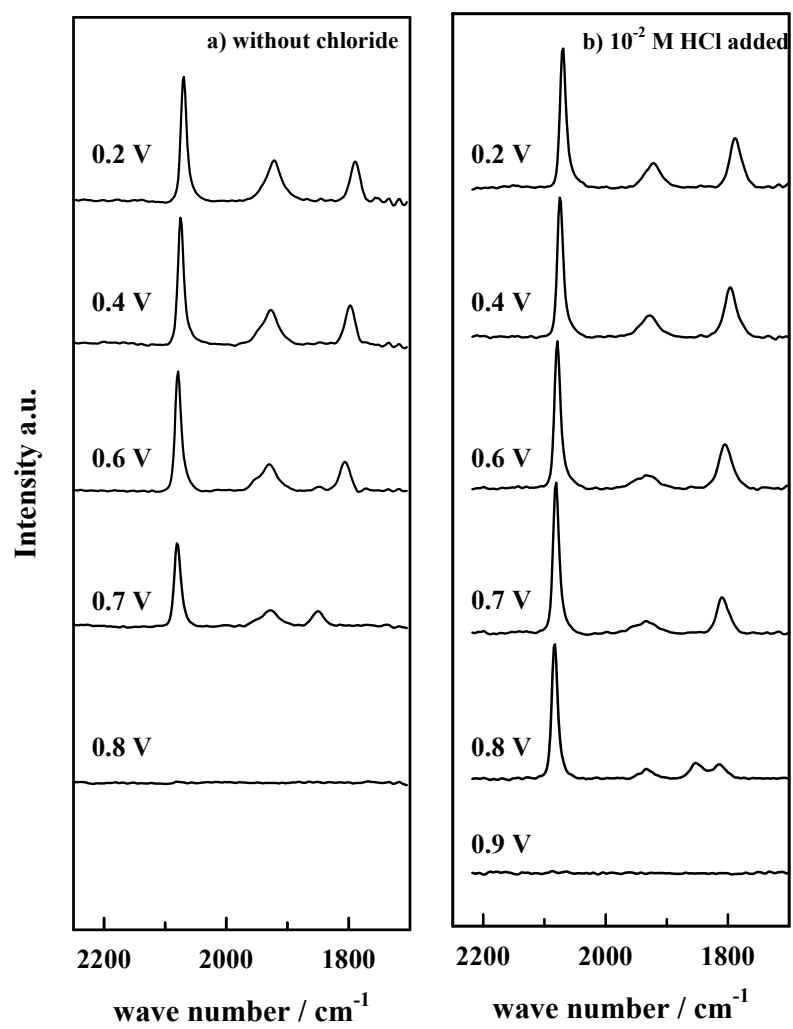 a) without chloride
0.2 V
0.4 V
0.6 V
0.7 V
0.8 V
2200 2000 1800
wave number / cm⁻¹
Intensity a.u.
b) 10⁻² M HCl added
0.2 V
0.4 V
0.6 V
0.7 V
0.8 V
0.9 V
2200 2000 1800
wave number / cm⁻¹